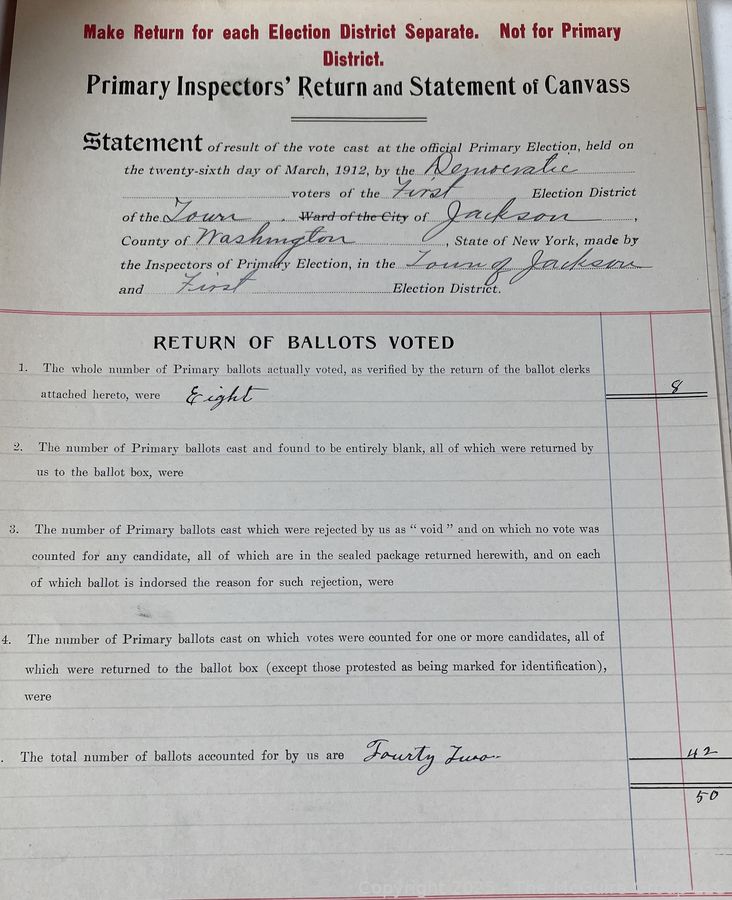 Make Return for each Election District Separate. Not for Primary
District.
Primary Inspectors' Return and Statement of Canvass
Statement of result of the vote cast at the official Primary Election, held on
the twenty-sixth day of March, 1912, by the Democratic
voters of the First Election District
of the Town . Ward of the City of Jackson ,
County of Washington , State of New York, made by
the Inspectors of Primary Election, in the Town of Jackson
and First Election District.
RETURN OF BALLOTS VOTED
1. The whole number of Primary ballots actually voted, as verified by the return of the ballot clerks
attached hereto, were Eight 8
2. The number of Primary ballots cast and found to be entirely blank, all of which were returned by
us to the ballot box, were
3. The number of Primary ballots cast which were rejected by us as " void " and on which no vote was
counted for any candidate, all of which are in the sealed package returned herewith, and on each
of which ballot is indorsed the reason for such rejection, were
4. The number of Primary ballots cast on which votes were counted for one or more candidates, all of
which were returned to the ballot box (except those protested as being marked for identification),
were
. The total number of ballots accounted for by us are Fourty Two 42
50